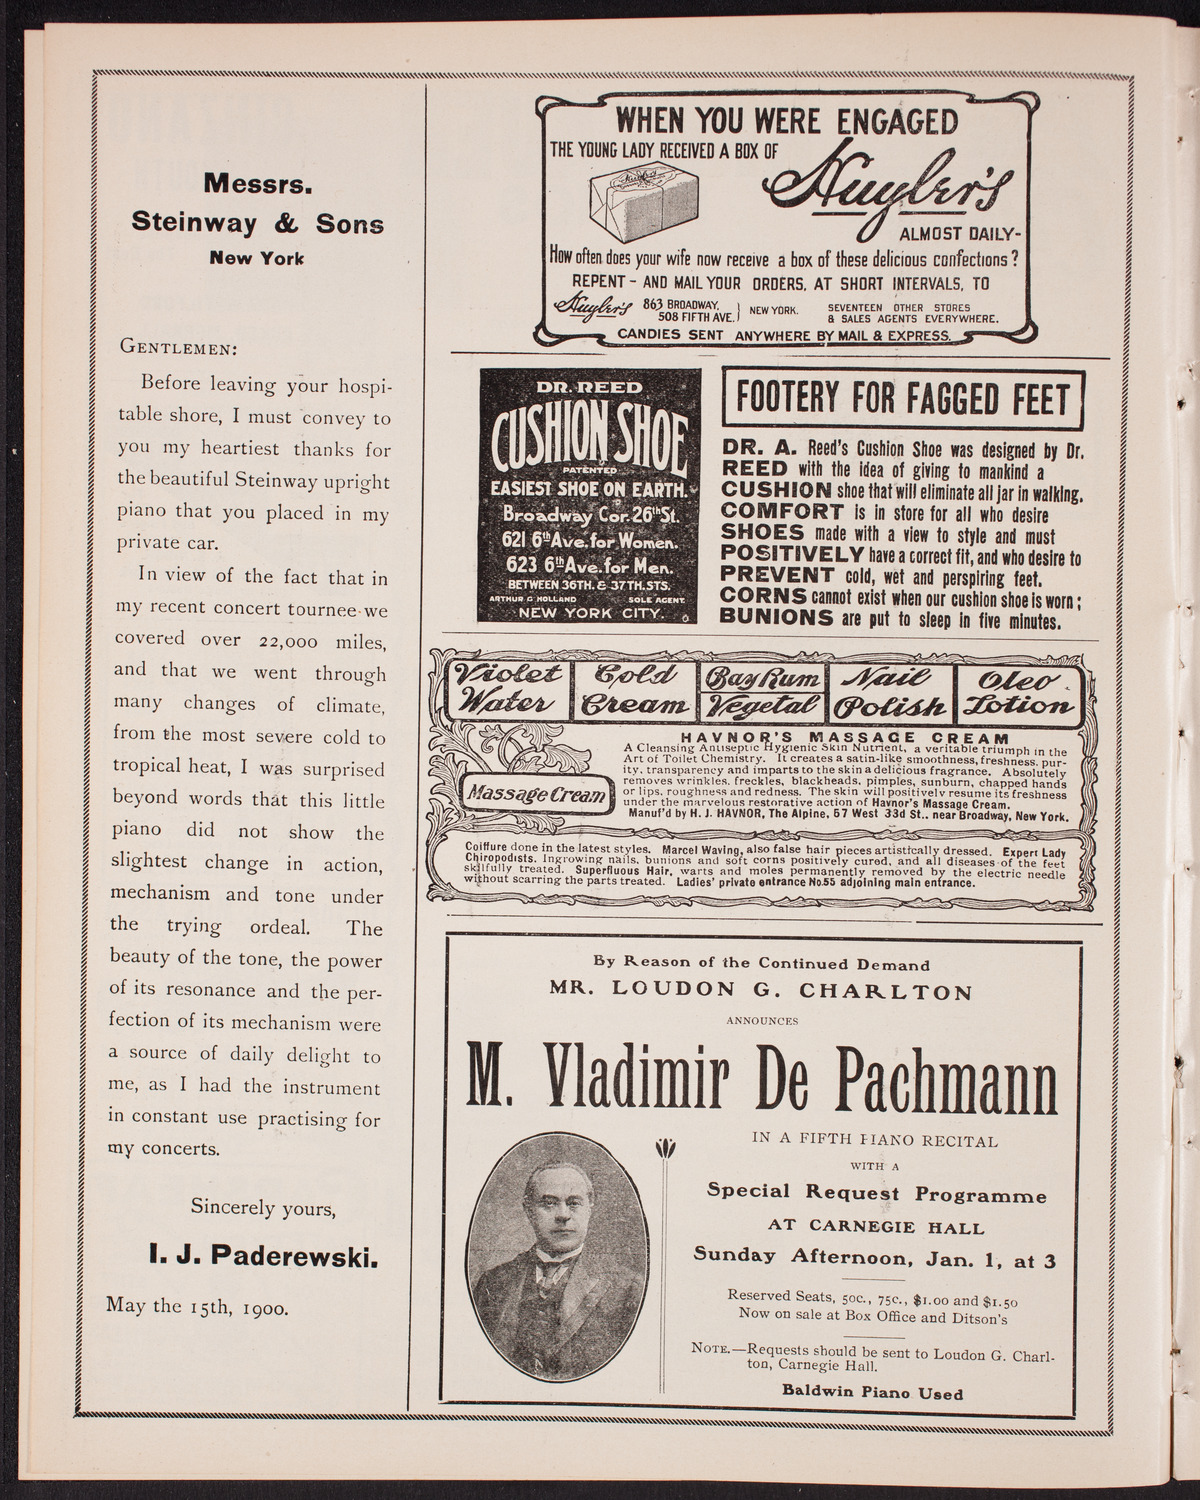 Messrs.
Steinway & Sons
New York
GENTLEMEN:
Before leaving your hospi-
table shore, I must convey to
you my heartiest thanks for
the beautiful Steinway upright
piano that you placed in my
private car.
In view of the fact that in
my recent concert tournee we
covered over 22,000 miles,
and that we went through
many changes of climate,
from the most severe cold to
tropical heat, I was surprised
beyond words that this little
piano did not show the
slightest change in action,
mechanism and tone under
the trying ordeal. The
beauty of the tone, the power
of its resonance and the per-
fection of its mechanism were
a source of daily delight to
me, as I had the instrument
in constant use practising for
my concerts.
Sincerely yours,
I. J. Paderewski.
May the 15th, 1900.
WHEN YOU WERE ENGAGED
THE YOUNG LADY RECEIVED A BOX OF
Huyler's
Huyler's
ALMOST DAILY-
How often does your wife now receive a box of these delicious confections?
REPENT - AND MAIL YOUR ORDERS, AT SHORT INTERVALS, TO
Huyler's 863 BROADWAY, 508 FIFTH AVE.} NEW YORK. SEVENTEEN OTHER STORES
& SALES AGENTS EVERYWHERE.
CANDIES SENT ANYWHERE BY MAIL & EXPRESS.
DR. REED
CUSHION SHOE
PATENTED
EASIEST SHOE ON EARTH.
Broadway Cor. 26th St.
621 6th Ave. for Women.
623 6th Ave. for Men.
BETWEEN 36TH. & 37TH. STS.
ARTHUR G HOLLAND SOLE AGENT.
NEW YORK CITY.
FOOTERY FOR FAGGED FEET
DR. A. Reed's Cushion Shoe was designed by Dr.
REED with the idea of giving to mankind a
CUSHION shoe that will eliminate all jar in walking.
COMFORT is in store for all who desire
SHOES made with a view to style and must
POSITIVELY have a correct fit, and who desire to
PREVENT cold, wet and perspiring feet.
CORNS cannot exist when our cushion shoe is worn;
BUNIONS are put to sleep in five minutes.
Violet Water
Cold Cream
Bay Rum
Vegetal
Nail Polish
Oleo Lotion
Massage Cream
HAVNOR'S MASSAGE CREAM
A Cleansing Antiseptic Hygienic Skin Nutrient, a veritable triumph in the
Art of Toilet Chemistry. It creates a satin-like smoothness, freshness, pur-
ity, transparency and imparts to the skin a delicious fragrance. Absolutely
removes wrinkles, freckles, blackheads, pimples, sunburn, chapped hands
or lips, roughness and redness. The skin will positively resume its freshness
under the marvelous restorative action of Havnor's Massage Cream.
Manuf'd by H. J. HAVNOR, The Alpine, 57 West 33d St., near Broadway, New York.
Coiffure done in the latest styles. Marcel Waving, also false hair pieces artistically dressed. Expert Lady
Chiropodists. Ingrowing nails, bunions and soft corns positively cured, and all diseases of the feet
skilfully treated. Superfluous Hair, warts and moles permanently removed by the electric needle
without scarring the parts treated. Ladies' private entrance No. 55 adjoining main entrance.
By Reason of the Continued Demand
MR. LOUDON G. CHARLTON
ANNOUNCES
M. Vladimir De Pachmann
IN A FIFTH PIANO RECITAL
WITH A
Special Request Programme
AT CARNEGIE HALL
Sunday Afternoon, Jan. 1, at 3
Reserved Seats, 50c., 75c., $1.00 and $1.50
Now on sale at Box Office and Ditson's
NOTE.—Requests should be sent to Loudon G. Charl-
ton, Carnegie Hall.
Baldwin Piano Used